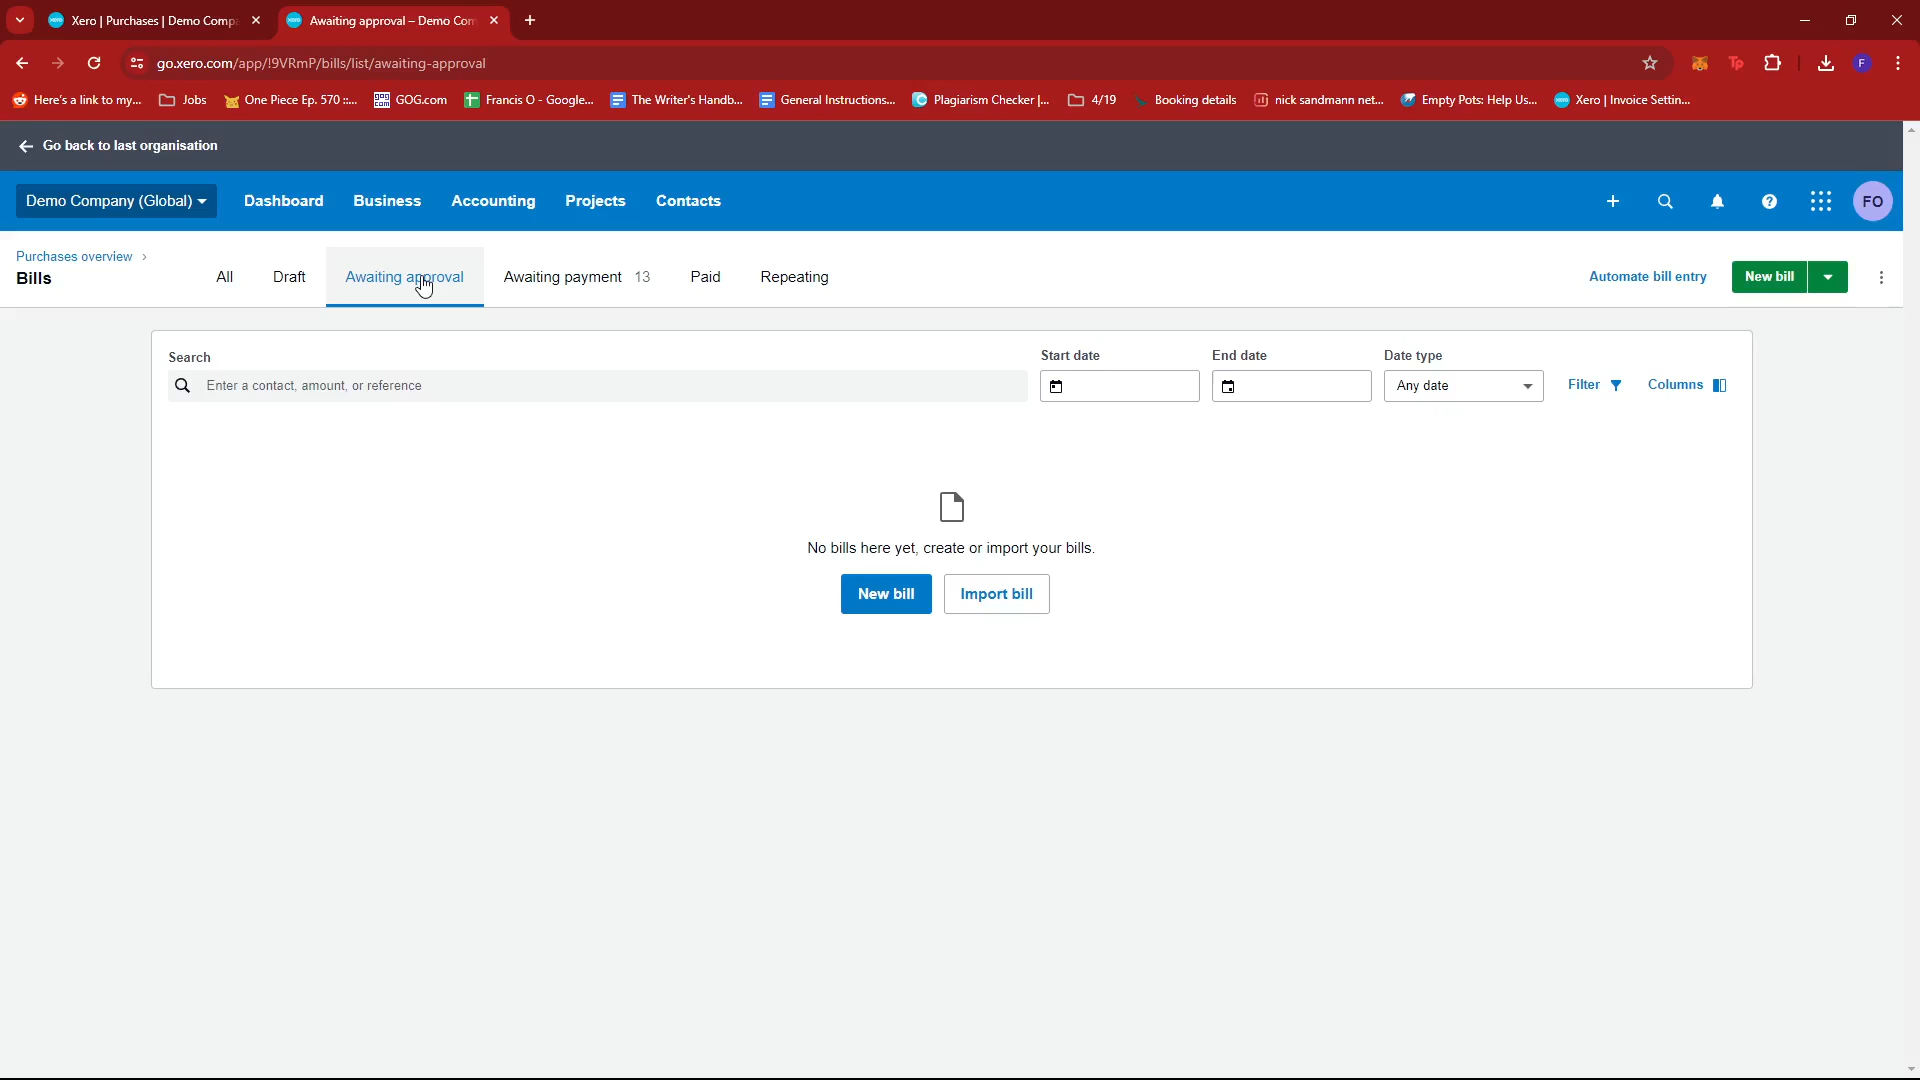 Xero | Purchases | Demo Comp
Awaiting approval – Demo Com
go.xero.com/app/!9VRmP/bills/list/awaiting-approval
Tp
F
Here's a link to my...
Jobs
One Piece Ep. 570 ::...
GOG.com
Francis O - Google...
The Writer's Handb...
General Instructions...
Plagiarism Checker |...
4/19
Booking details
nick sandmann net...
Empty Pots: Help Us...
Xero | Invoice Settin...
Go back to last organisation
Demo Company (Global)
Dashboard
Business
Accounting
Projects
Contacts
FO
Purchases overview
Bills
All
Draft
Awaiting approval
Awaiting payment 13
Paid
Repeating
Automate bill entry
New bill
Search
Enter a contact, amount, or reference
Start date
End date
Date type
Any date
Filter
Columns
No bills here yet, create or import your bills.
New bill
Import bill